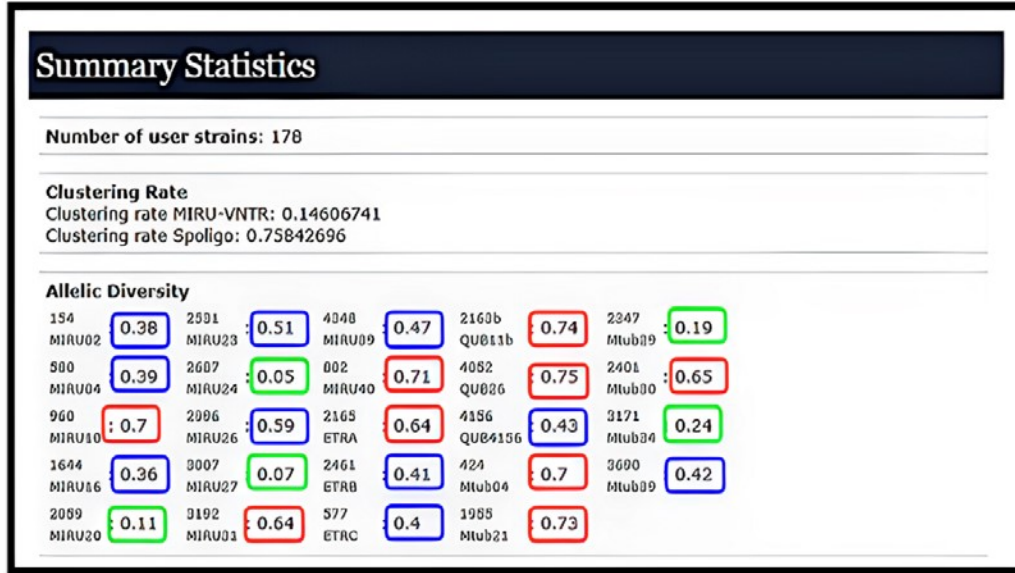 Summary Statistics
Number of user strains: 178
Clustering Rate
Clustering rate MIRU-VNTR: 0.14606741
Clustering rate Spoligo: 0.75842696
Allelic Diversity
154 2531 4348 2163b 2347
MIRU02 : 0.38 MIRU23 : 0.51 MIRU39 : 0.47 QUB11b : 0.74 Mtub29 : 0.19
580 2687 802 4052 2401
MIRU04 : 0.39 MIRU24 : 0.05 MIRU40 : 0.71 QUB26 : 0.75 Mtub30 : 0.65
960 2996 2165 4156 3171
MIRU10 : 0.7 MIRU26 : 0.59 ETRA : 0.64 QUB4156 : 0.43 Mtub34 : 0.24
1644 3007 2461 424 3690
MIRU16 : 0.36 MIRU27 : 0.07 ETRB : 0.41 Mtub04 : 0.7 Mtub39 : 0.42
2059 3192 577 1955
MIRU20 : 0.11 MIRU31 : 0.64 ETRC : 0.4 Mtub21 : 0.73